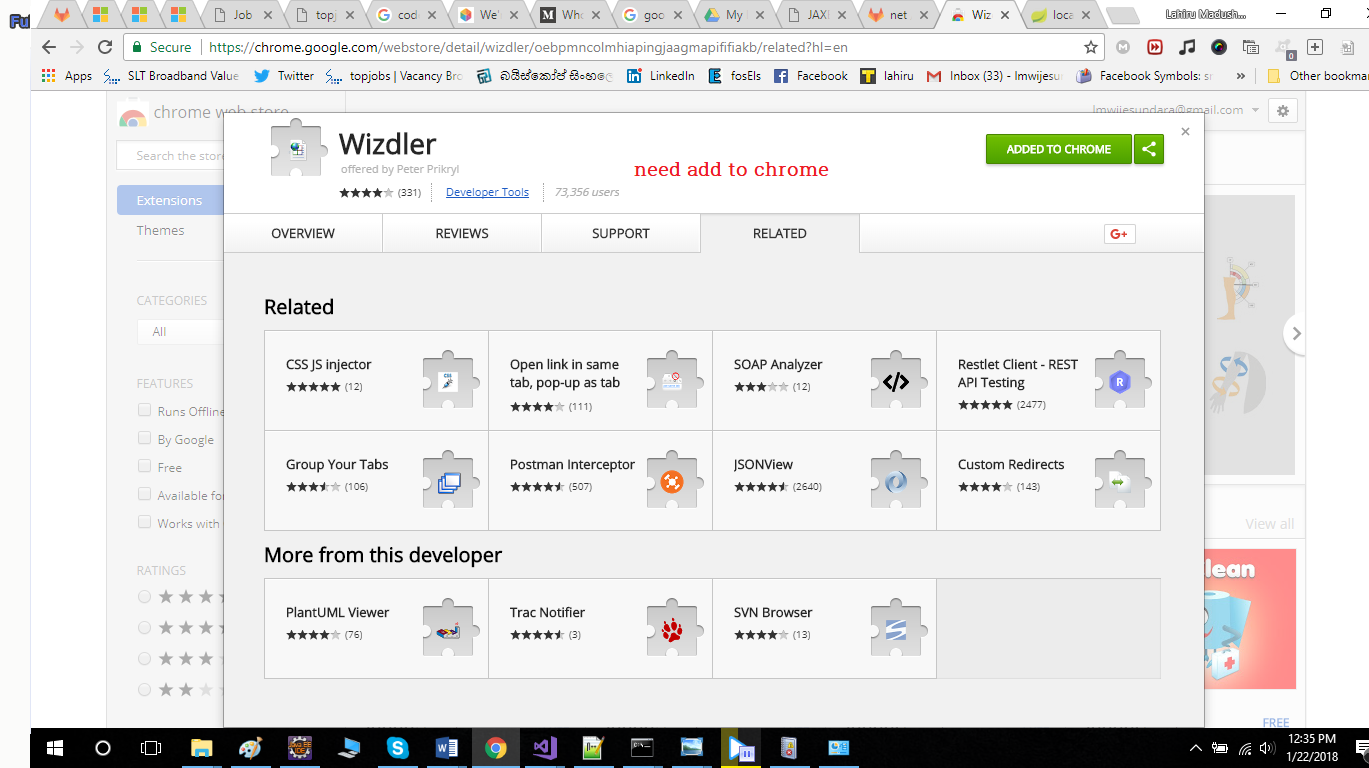 Fu
Job
top
cod
We'
Who
goo
My
JAX
net
Wiz
loca
Lahiru Madush...
Secure
https://chrome.google.com/webstore/detail/wizdler/oebpmncolmhiapingjaagmapififiakb/related?hl=en
Apps
SLT Broadband Value
Twitter
topjobs | Vacancy Bro
බයිස්කෝප් සිංහල
LinkedIn
fosEls
Facebook
lahiru
Inbox (33) - lmwijesu
Facebook Symbols: s
»
Other bookma
chrome web store
lmwijesundara@gmail.com
Search the store
Extensions
Themes
CATEGORIES
All
FEATURES
Runs Offline
By Google
Free
Available fo
Works with
RATINGS
Wizdler
offered by Peter Prikryl
(331)
Developer Tools
73,356 users
need add to chrome
ADDED TO CHROME
OVERVIEW
REVIEWS
SUPPORT
RELATED
G+
Related
CSS JS injector
(12)
Open link in same
tab, pop-up as tab
(111)
SOAP Analyzer
(12)
Restlet Client - REST
API Testing
(2477)
Group Your Tabs
(106)
Postman Interceptor
(507)
JSONView
(2640)
Custom Redirects
(143)
More from this developer
PlantUML Viewer
(76)
Trac Notifier
(3)
SVN Browser
(13)
View all
lean
FREE
12:35 PM
1/22/2018